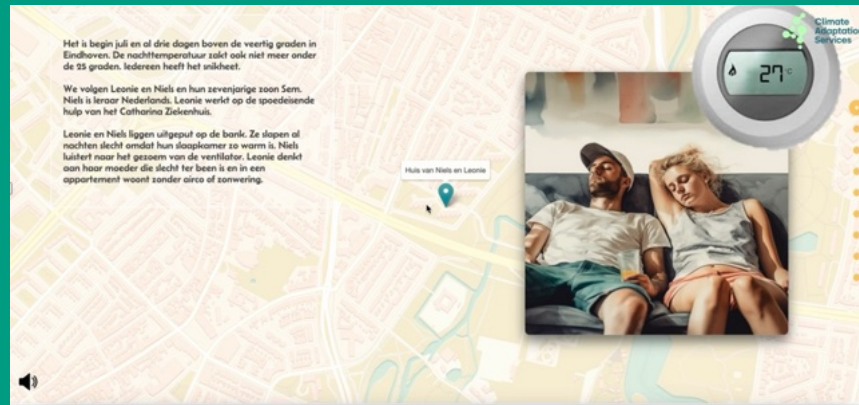 Het is begin juli en al drie dagen boven de veertig graden in
Eindhoven. De nachttemperatuur zakt ook niet meer onder
de 25 graden. Iedereen heeft het snikheet.
We volgen Leonie en Niels en hun zevenjarige zoon Sem.
Niels is leraar Nederlands. Leonie werkt op de spoedeisende
hulp van het Catharina Ziekenhuis.
Leonie en Niels liggen uitgeput op de bank. Ze slapen al
nachten slecht omdat hun slaapkamer zo warm is. Niels
luistert naar het gezoem van de ventilator. Leonie denkt
aan haar moeder die slecht ter been is en in een
appartement woont zonder airco of zonwering.
Huis van Niels en Leonie
27°C
Climate
Adaptation
Services